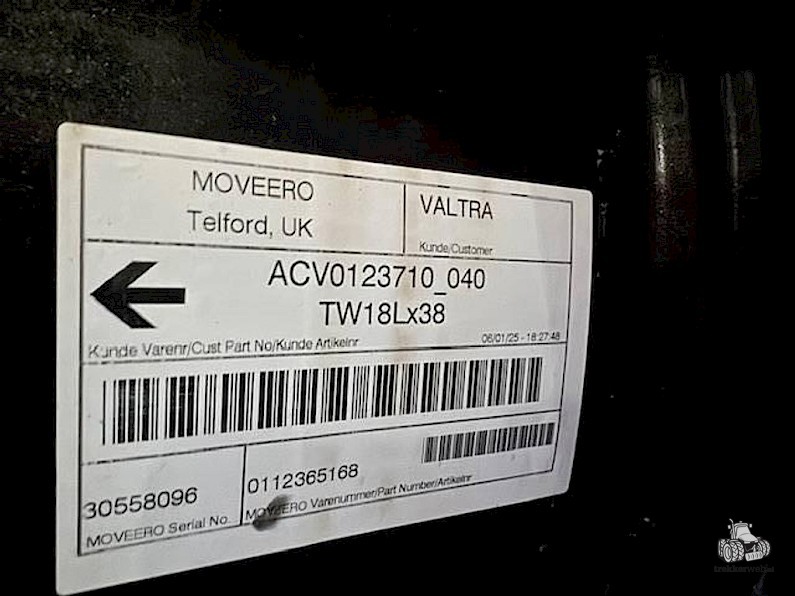 MOVEERO
Telford, UK
VALTRA
Kunde/Customer
ACV0123710_040
TW18Lx38
Kunde Varenr/Cust Part No/Kunde Artikelnr
06/01/25 - 18:27:48
30558096
MOVEERO Serial No.
0112365168
MOVEERO Varenummer/Part Number/Artikelnr